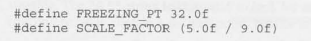 #define FREEZING_PT 32.0f
#define SCALE_FACTOR (5.0f / 9.0f)